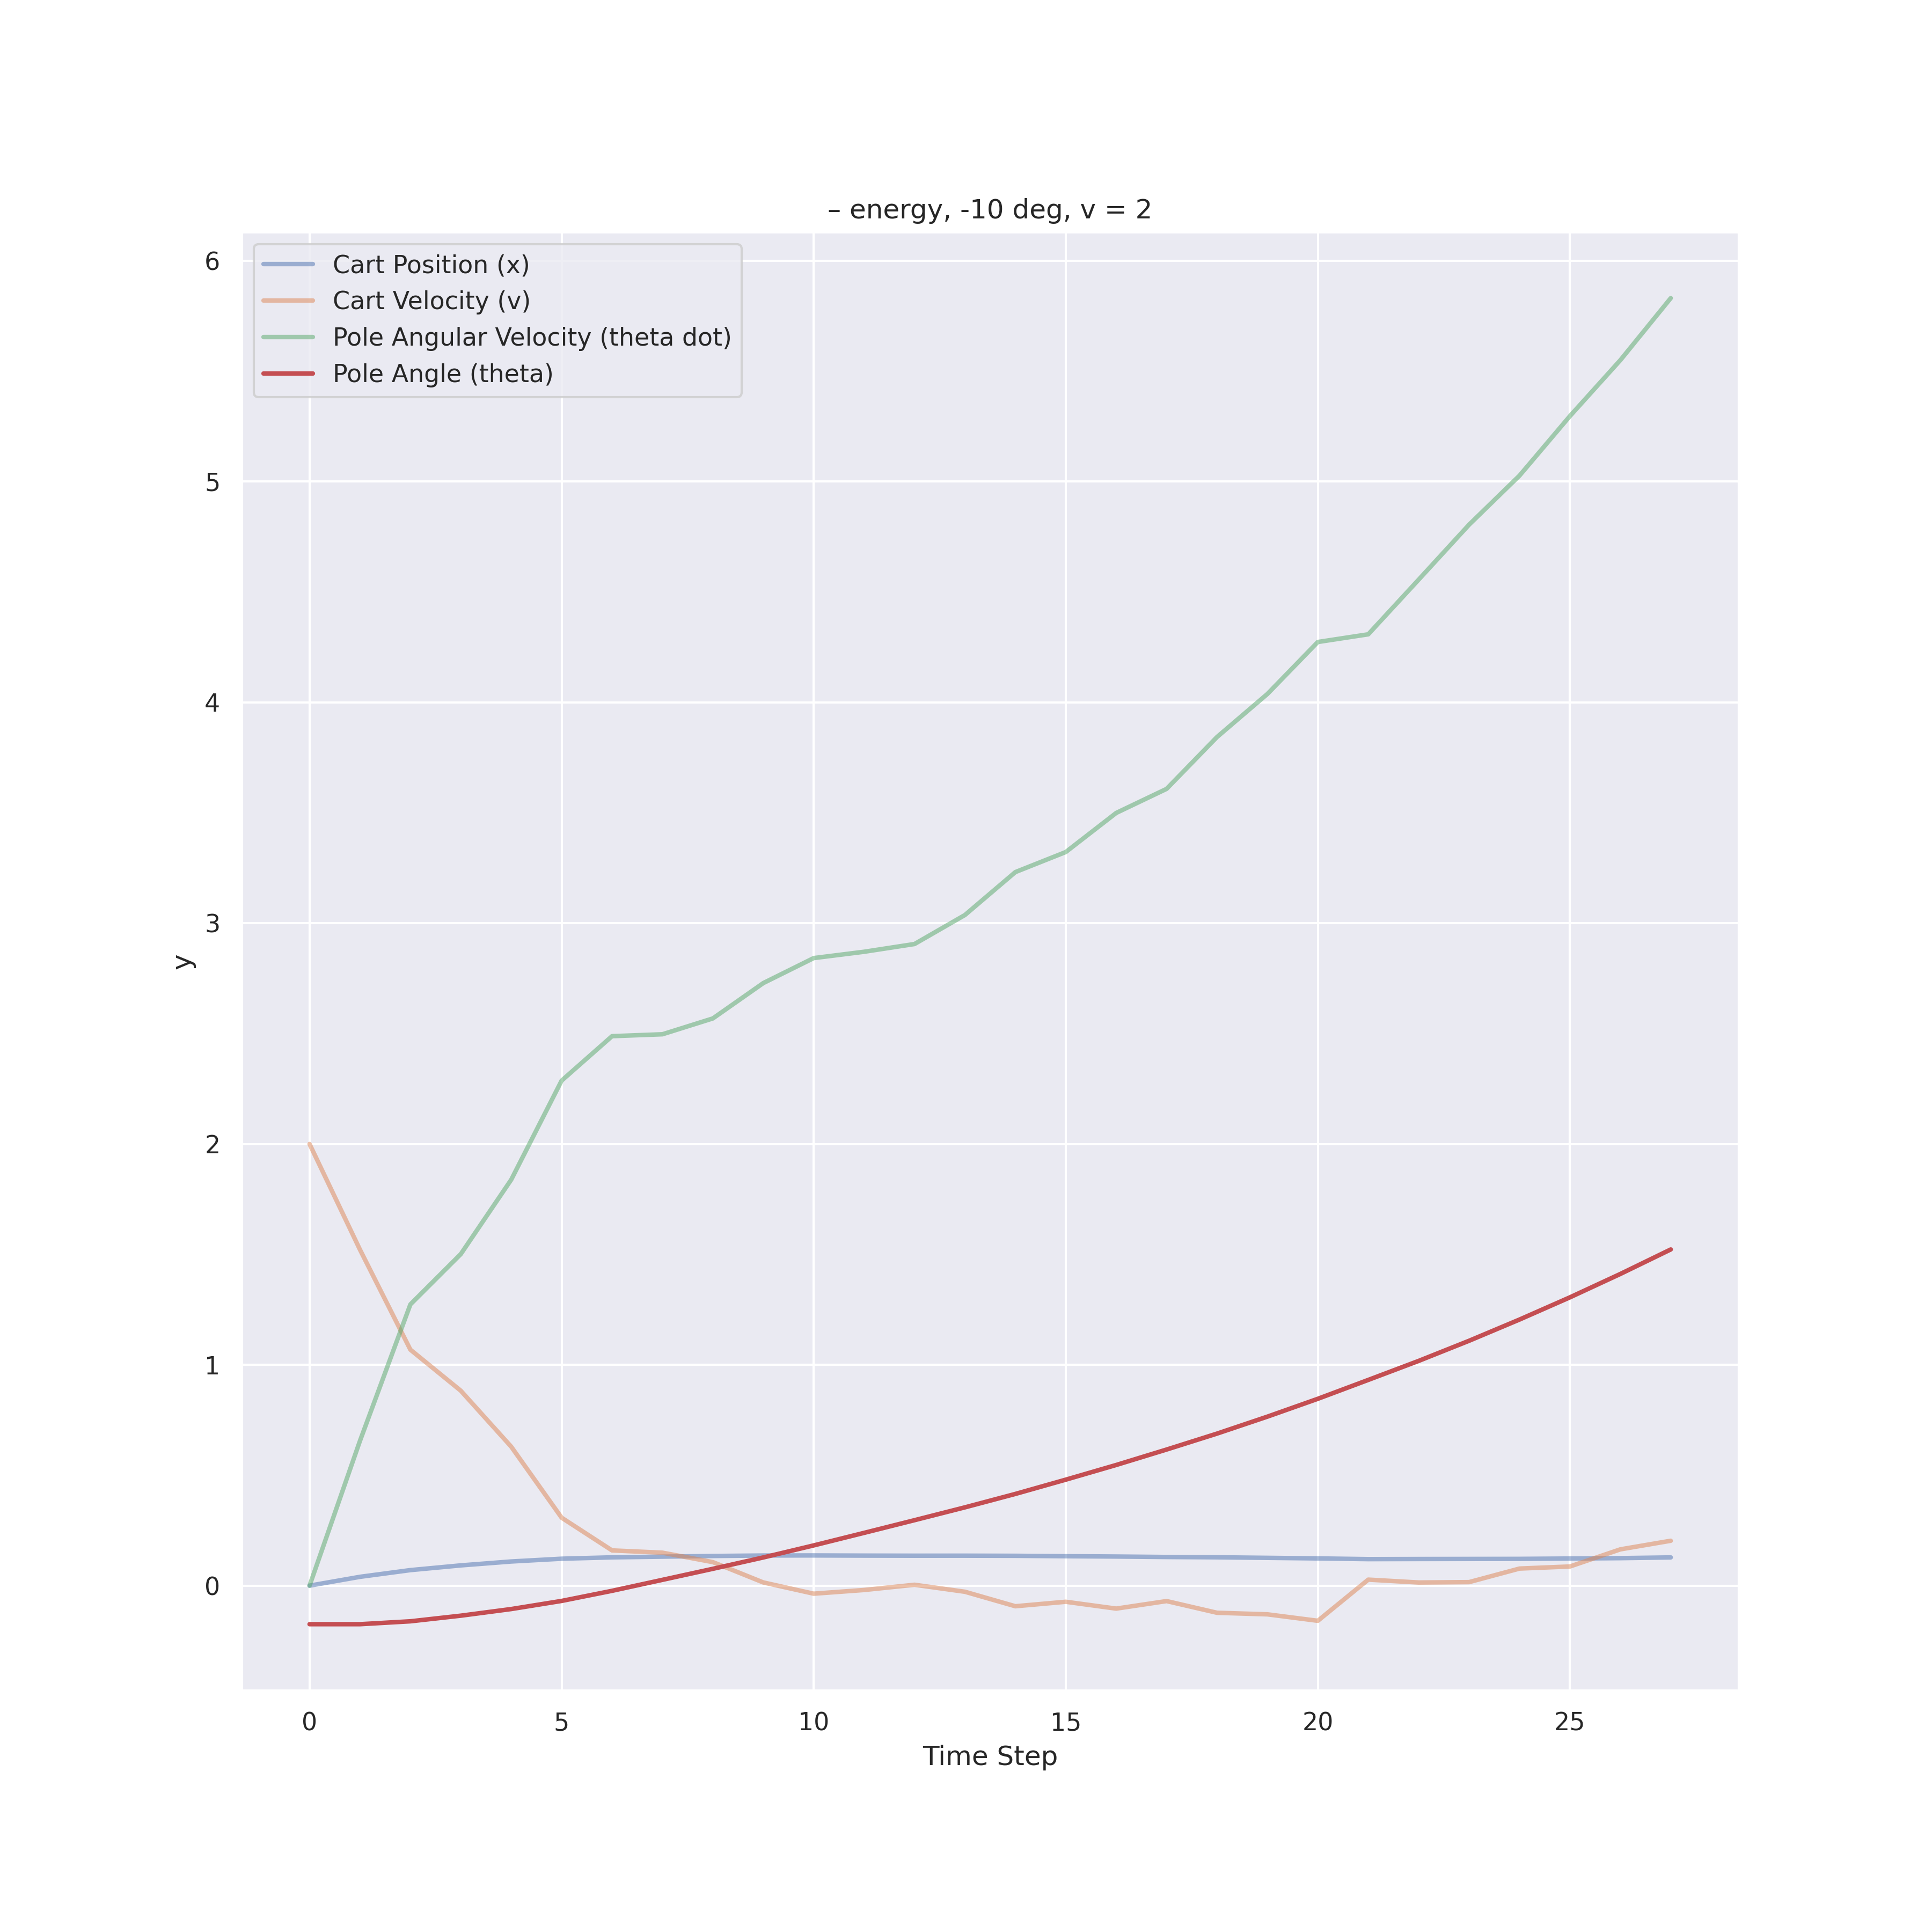 – energy, -10 deg, v = 2
6
5
4
3
2
1
0
y
Cart Position (x)
Cart Velocity (v)
Pole Angular Velocity (theta dot)
Pole Angle (theta)
0 5 10 15 20 25
Time Step